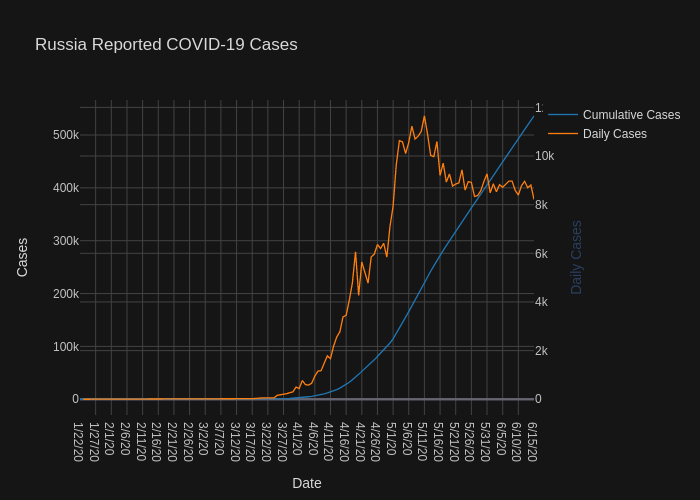 Russia Reported COVID-19 Cases
Cumulative Cases
Daily Cases
Cases
500k
400k
300k
200k
100k
0
10k
8k
6k
4k
2k
0
Daily Cases
1/22/20
1/27/20
2/1/20
2/6/20
2/11/20
2/16/20
2/21/20
2/26/20
3/2/20
3/7/20
3/12/20
3/17/20
3/22/20
3/27/20
4/1/20
4/6/20
4/11/20
4/16/20
4/21/20
4/26/20
5/1/20
5/6/20
5/11/20
5/16/20
5/21/20
5/26/20
5/31/20
6/5/20
6/10/20
6/15/20
Date